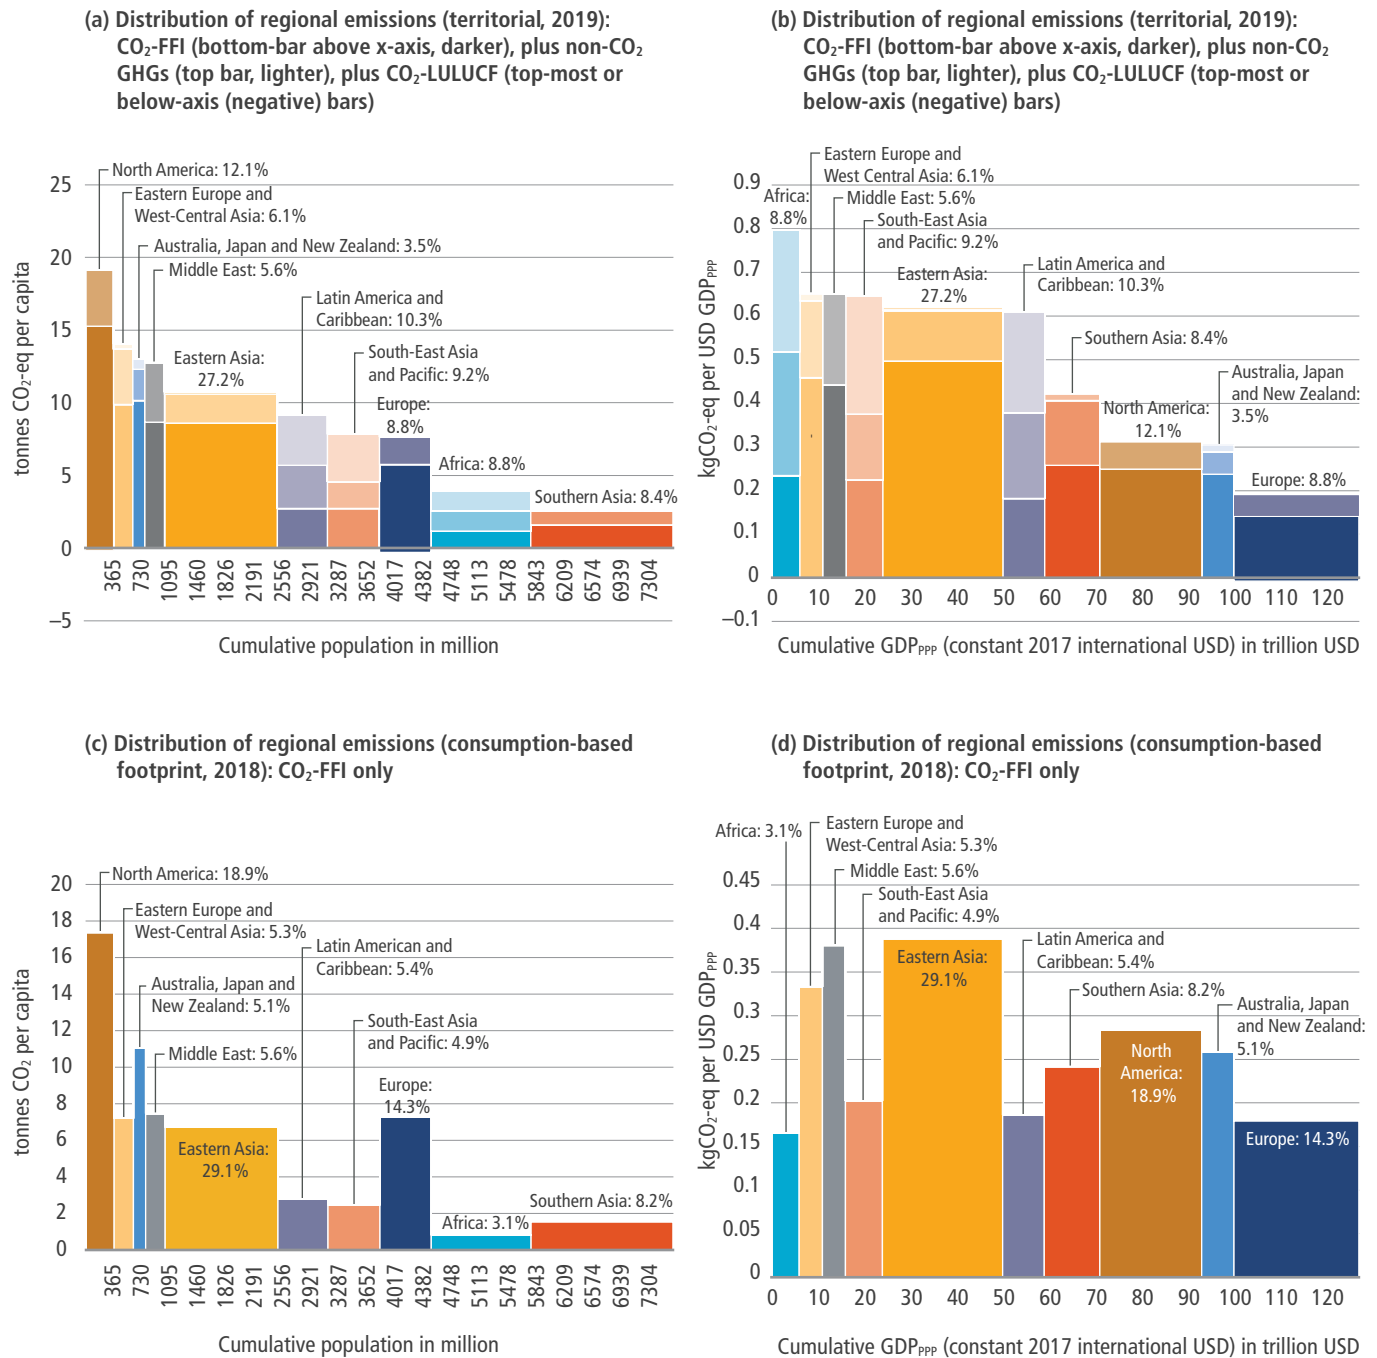 (a) Distribution of regional emissions (territorial, 2019):
CO₂-FFI (bottom-bar above x-axis, darker), plus non-CO₂
GHGs (top bar, lighter), plus CO₂-LULUCF (top-most or
below-axis (negative) bars)
North America: 12.1%
Eastern Europe and
West-Central Asia: 6.1%
Australia, Japan and New Zealand: 3.5%
Middle East: 5.6%
Latin America and
Caribbean: 10.3%
Eastern Asia:
27.2%
South-East Asia
and Pacific: 9.2%
Europe:
8.8%
Africa: 8.8%
Southern Asia: 8.4%
tonnes CO₂-eq per capita
25
20
15
10
5
0
–5
365
730
1095
1460
1826
2191
2556
2921
3287
3652
4017
4382
4748
5113
5478
5843
6209
6574
6939
7304
Cumulative population in million
(b) Distribution of regional emissions (territorial, 2019):
CO₂-FFI (bottom-bar above x-axis, darker), plus non-CO₂
GHGs (top bar, lighter), plus CO₂-LULUCF (top-most or
below-axis (negative) bars)
Eastern Europe and
West Central Asia: 6.1%
Africa:
8.8%
Middle East: 5.6%
South-East Asia
and Pacific: 9.2%
Eastern Asia:
27.2%
Latin America and
Caribbean: 10.3%
Southern Asia: 8.4%
North America:
12.1%
Australia, Japan
and New Zealand:
3.5%
Europe: 8.8%
kgCO₂-eq per USD GDPPPP
0.9
0.8
0.7
0.6
0.5
0.4
0.3
0.2
0.1
0
–0.1
0 10 20 30 40 50 60 70 80 90 100 110 120
Cumulative GDPPPP (constant 2017 international USD) in trillion USD
(c) Distribution of regional emissions (consumption-based
footprint, 2018): CO₂-FFI only
North America: 18.9%
Eastern Europe and
West-Central Asia: 5.3%
Australia, Japan and
New Zealand: 5.1%
Middle East: 5.6%
Latin American and
Caribbean: 5.4%
South-East Asia
and Pacific: 4.9%
Europe:
14.3%
Eastern Asia:
29.1%
Africa: 3.1%
Southern Asia: 8.2%
tonnes CO₂ per capita
20
18
16
14
12
10
8
6
4
2
0
365
730
1095
1460
1826
2191
2556
2921
3287
3652
4017
4382
4748
5113
5478
5843
6209
6574
6939
7304
Cumulative population in million
(d) Distribution of regional emissions (consumption-based
footprint, 2018): CO₂-FFI only
Africa: 3.1%
Eastern Europe and
West-Central Asia: 5.3%
Middle East: 5.6%
South-East Asia
and Pacific: 4.9%
Eastern Asia:
29.1%
Latin America and
Caribbean: 5.4%
Southern Asia: 8.2%
North
America:
18.9%
Australia, Japan
and New Zealand:
5.1%
Europe: 14.3%
kgCO₂-eq per USD GDPPPP
0.45
0.4
0.35
0.3
0.25
0.2
0.15
0.1
0.05
0
0 10 20 30 40 50 60 70 80 90 100 110 120
Cumulative GDPPPP (constant 2017 international USD) in trillion USD